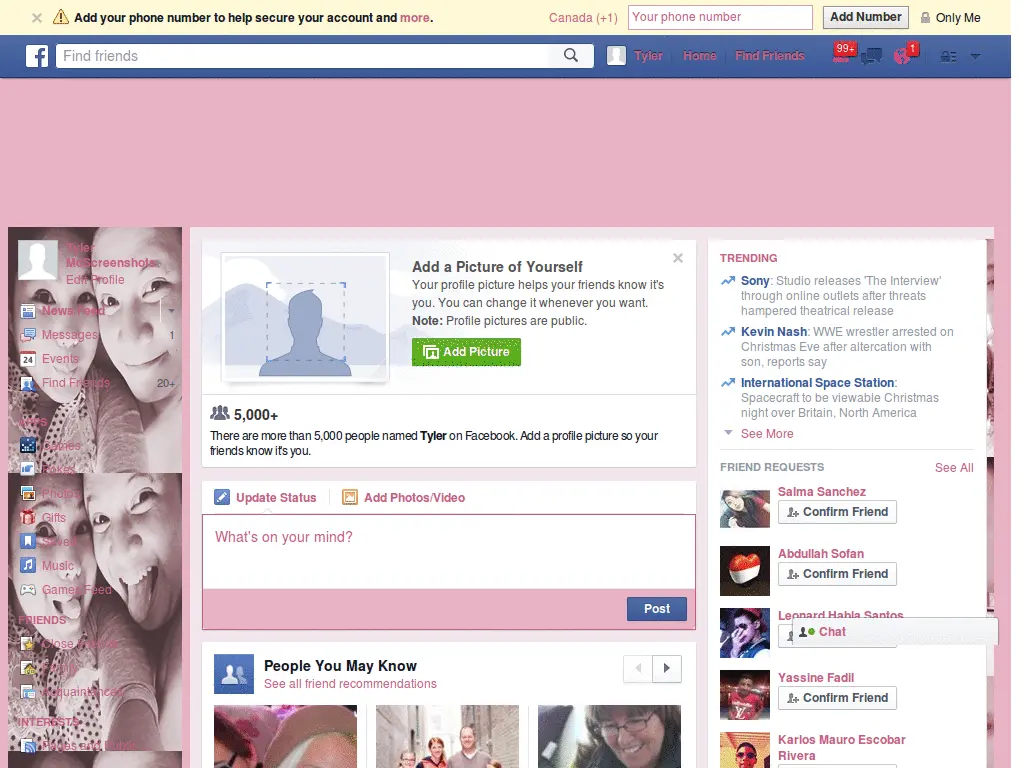 Add your phone number to help secure your account and more.
Canada (+1)
Your phone number
Add Number
Only Me
Find friends
Tyler
Home
Find Friends
99+
1
Tyler
McScreenshots
Edit Profile
News Feed
Messages
1
24
Events
Find Friends
20+
APPS
Games
Pokes
Photos
Gifts
Saved
Music
Games Feed
FRIENDS
Close Friends
Family
Acquaintances
INTERESTS
Pages and Public
Add a Picture of Yourself
Your profile picture helps your friends know it's
you. You can change it whenever you want.
Note: Profile pictures are public.
Add Picture
5,000+
There are more than 5,000 people named Tyler on Facebook. Add a profile picture so your
friends know it's you.
Update Status
Add Photos/Video
What's on your mind?
Post
People You May Know
See all friend recommendations
TRENDING
Sony: Studio releases 'The Interview'
through online outlets after threats
hampered theatrical release
Kevin Nash: WWE wrestler arrested on
Christmas Eve after altercation with
son, reports say
International Space Station:
Spacecraft to be viewable Christmas
night over Britain, North America
See More
FRIEND REQUESTS
See All
Salma Sanchez
Confirm Friend
Abdullah Sofan
Confirm Friend
Leonard Habla Santos
Chat
Yassine Fadil
Confirm Friend
Karlos Mauro Escobar
Rivera